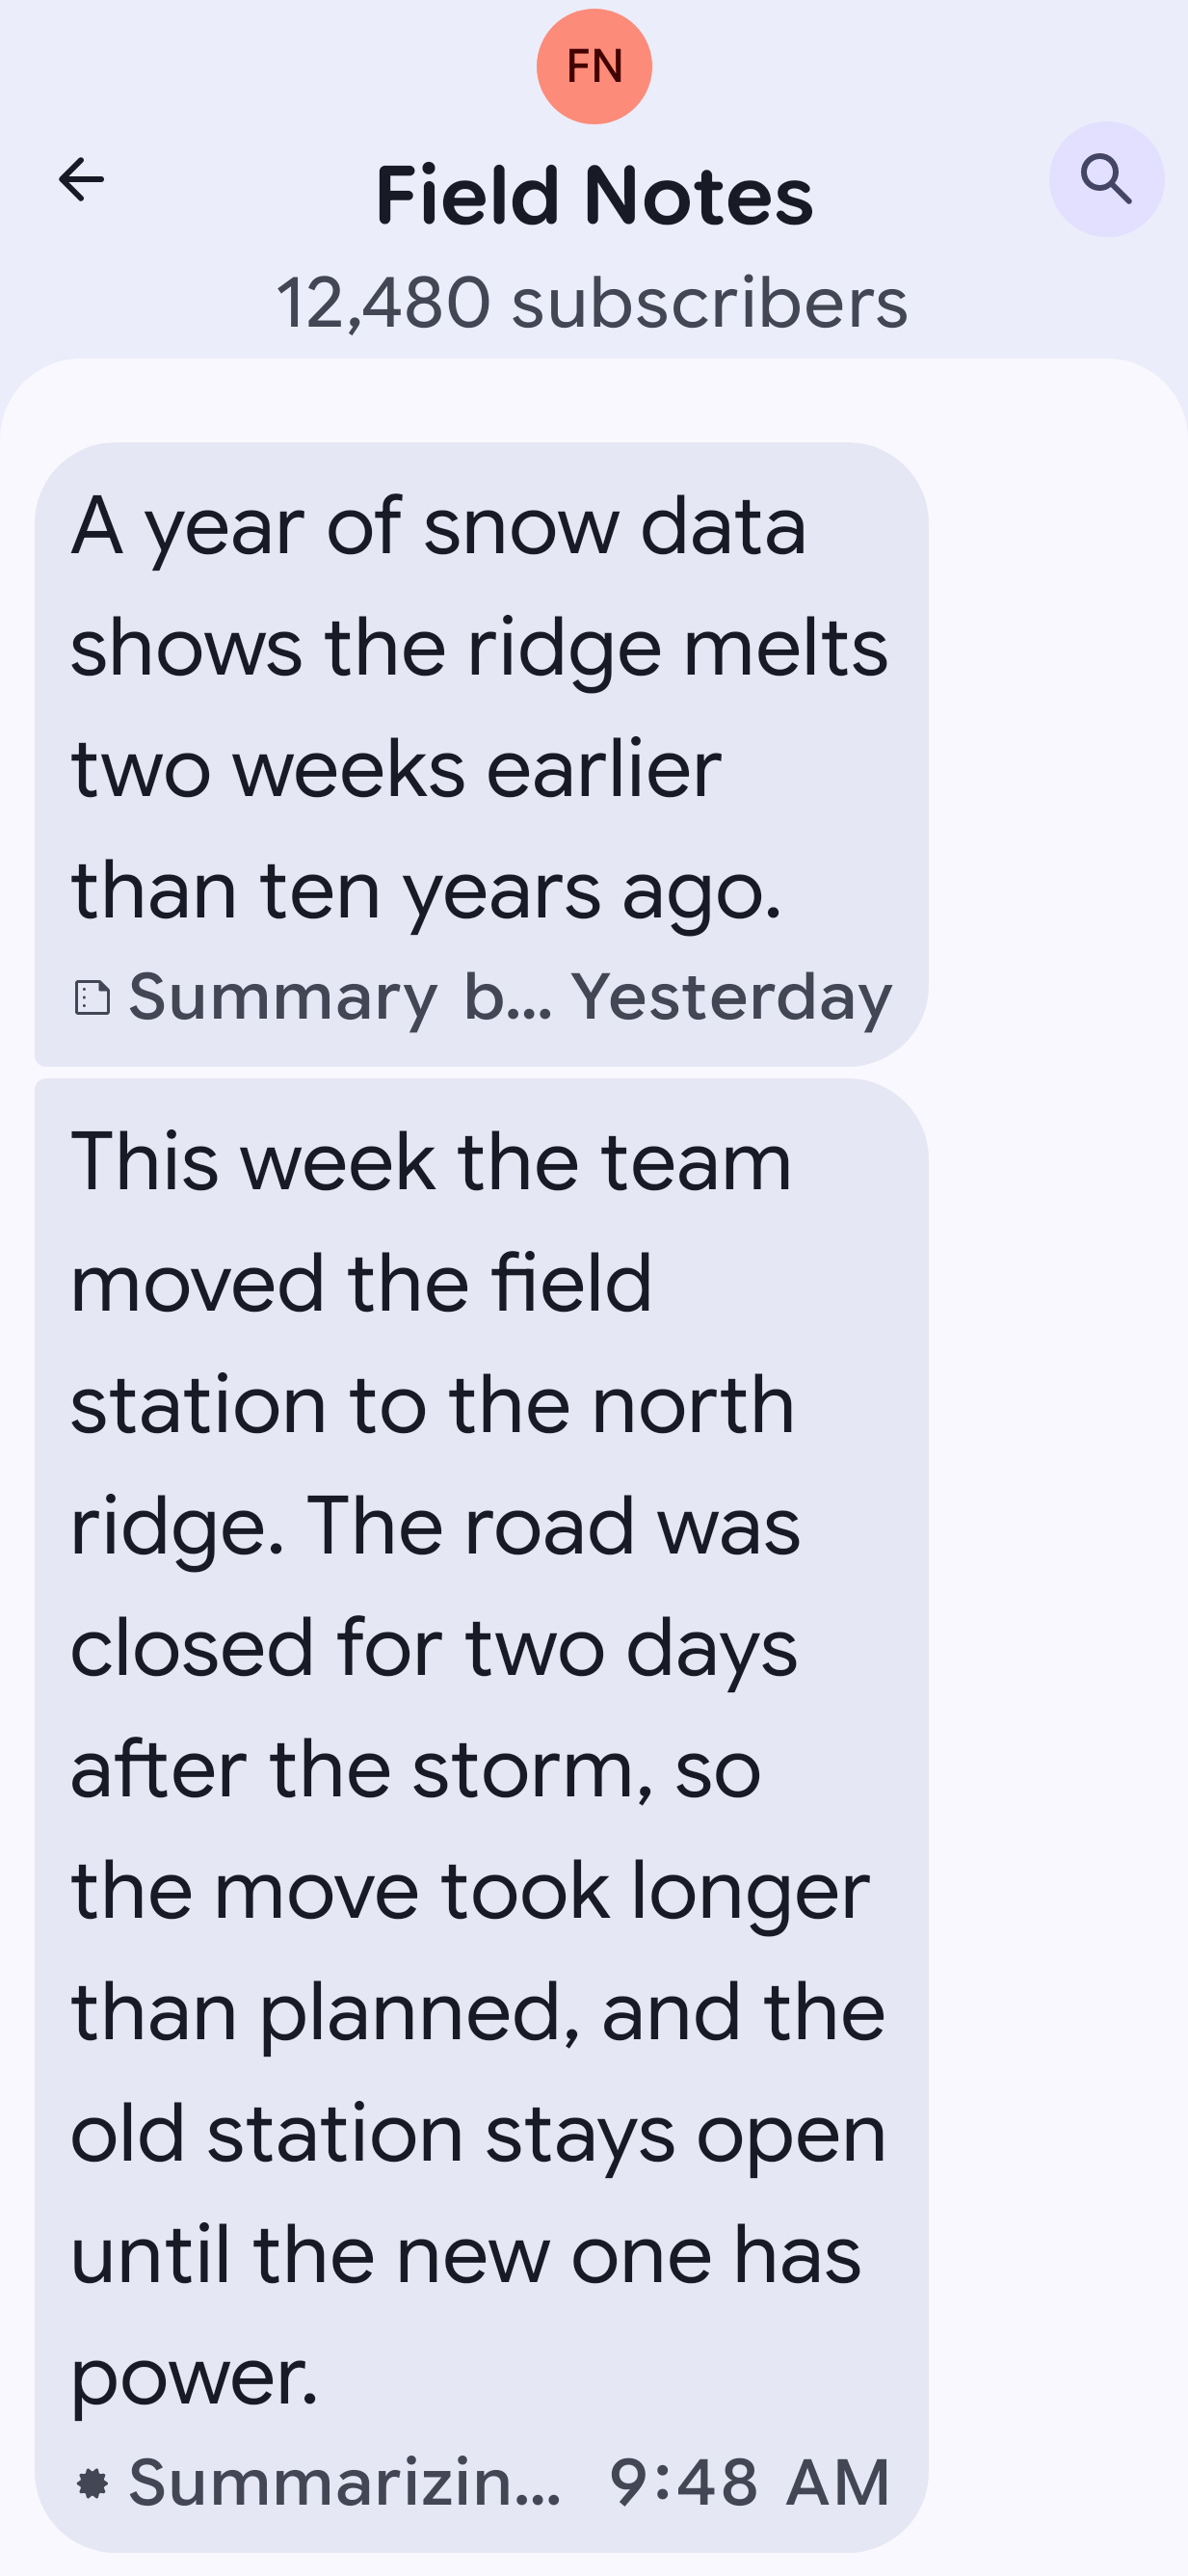 FN
Field Notes
12,480 subscribers
A year of snow data
shows the ridge melts
two weeks earlier
than ten years ago.
Summary b... Yesterday
This week the team
moved the field
station to the north
ridge. The road was
closed for two days
after the storm, so
the move took longer
than planned, and the
old station stays open
until the new one has
power.
Summarizin... 9:48 AM